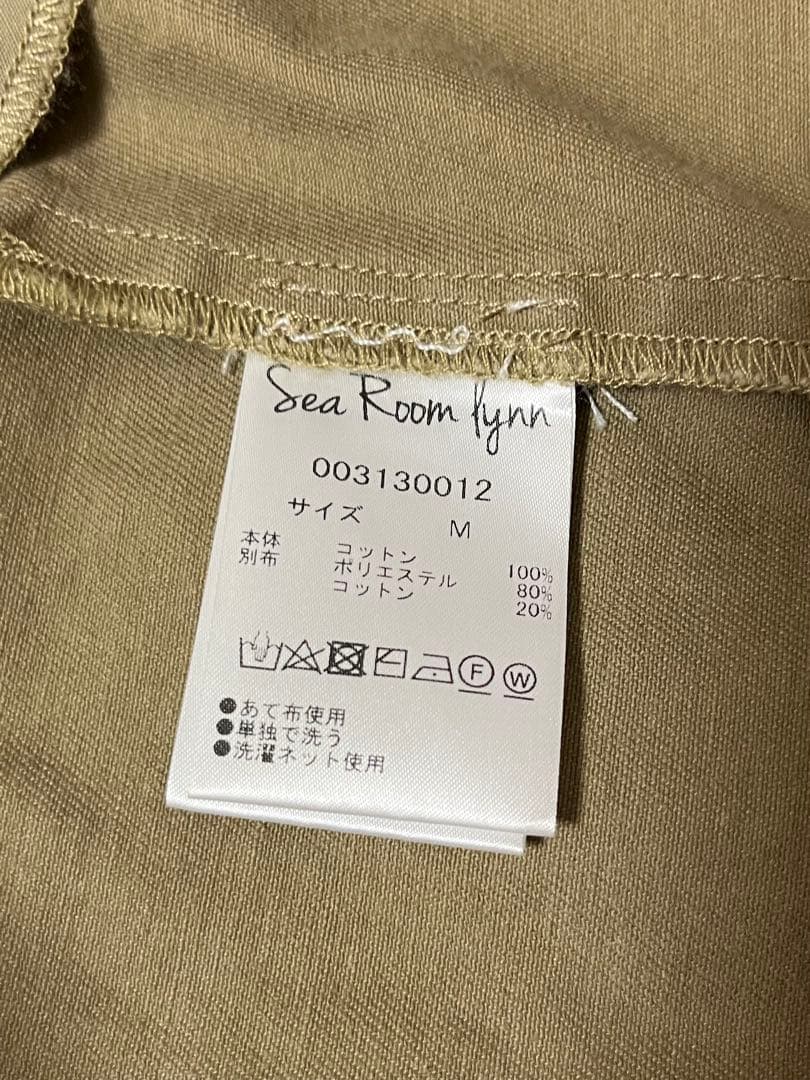 Sea Room lynn
003130012
サイズ M
本体 コットン 100%
別布 ポリエステル 80%
コットン 20%
F W
●あて布使用
●単独で洗う
●洗濯ネット使用